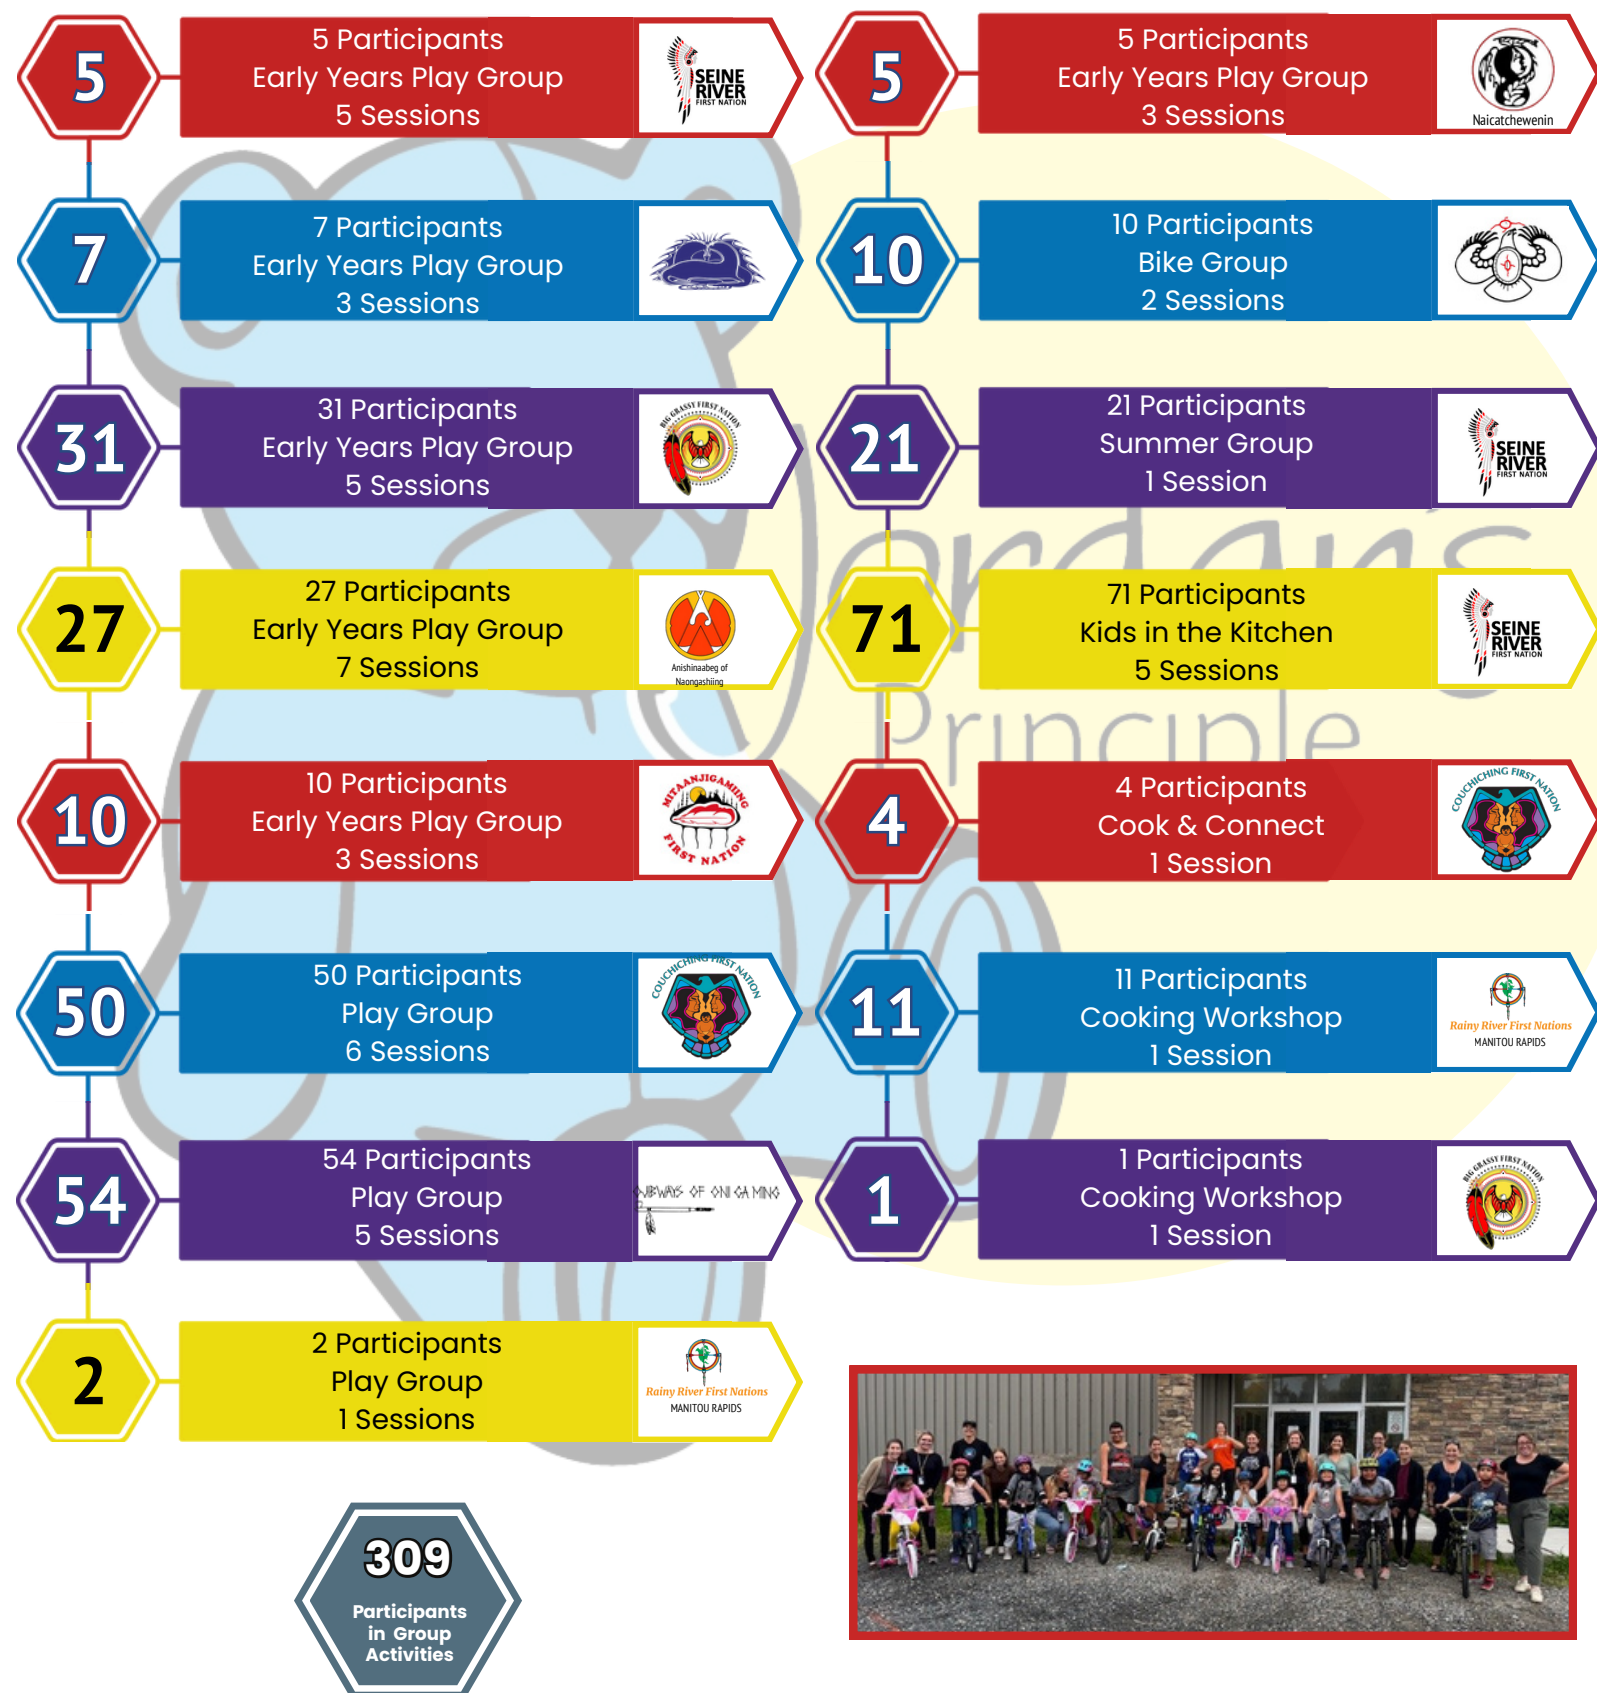 5
5 Participants
Early Years Play Group
5 Sessions
SEINE
RIVER
FIRST NATION
7
7 Participants
Early Years Play Group
3 Sessions
31
31 Participants
Early Years Play Group
5 Sessions
BIG GRASSY FIRST NATION
27
27 Participants
Early Years Play Group
7 Sessions
Anishinaabeg of
Naongashiing
10
10 Participants
Early Years Play Group
3 Sessions
MITAANJIGAMIING
FIRST NATION
50
50 Participants
Play Group
6 Sessions
COUCHICHING FIRST NATION
54
54 Participants
Play Group
5 Sessions
OJIBWAYS OF ONIGAMING
2
2 Participants
Play Group
1 Sessions
Rainy River First Nations
MANITOU RAPIDS
309
Participants
in Group
Activities
5
5 Participants
Early Years Play Group
3 Sessions
Naicatchewenin
10
10 Participants
Bike Group
2 Sessions
21
21 Participants
Summer Group
1 Session
SEINE
RIVER
FIRST NATION
71
71 Participants
Kids in the Kitchen
5 Sessions
SEINE
RIVER
FIRST NATION
4
4 Participants
Cook & Connect
1 Session
COUCHICHING FIRST NATION
11
11 Participants
Cooking Workshop
1 Session
Rainy River First Nations
MANITOU RAPIDS
1
1 Participants
Cooking Workshop
1 Session
BIG GRASSY FIRST NATION
Jordan's
Principle